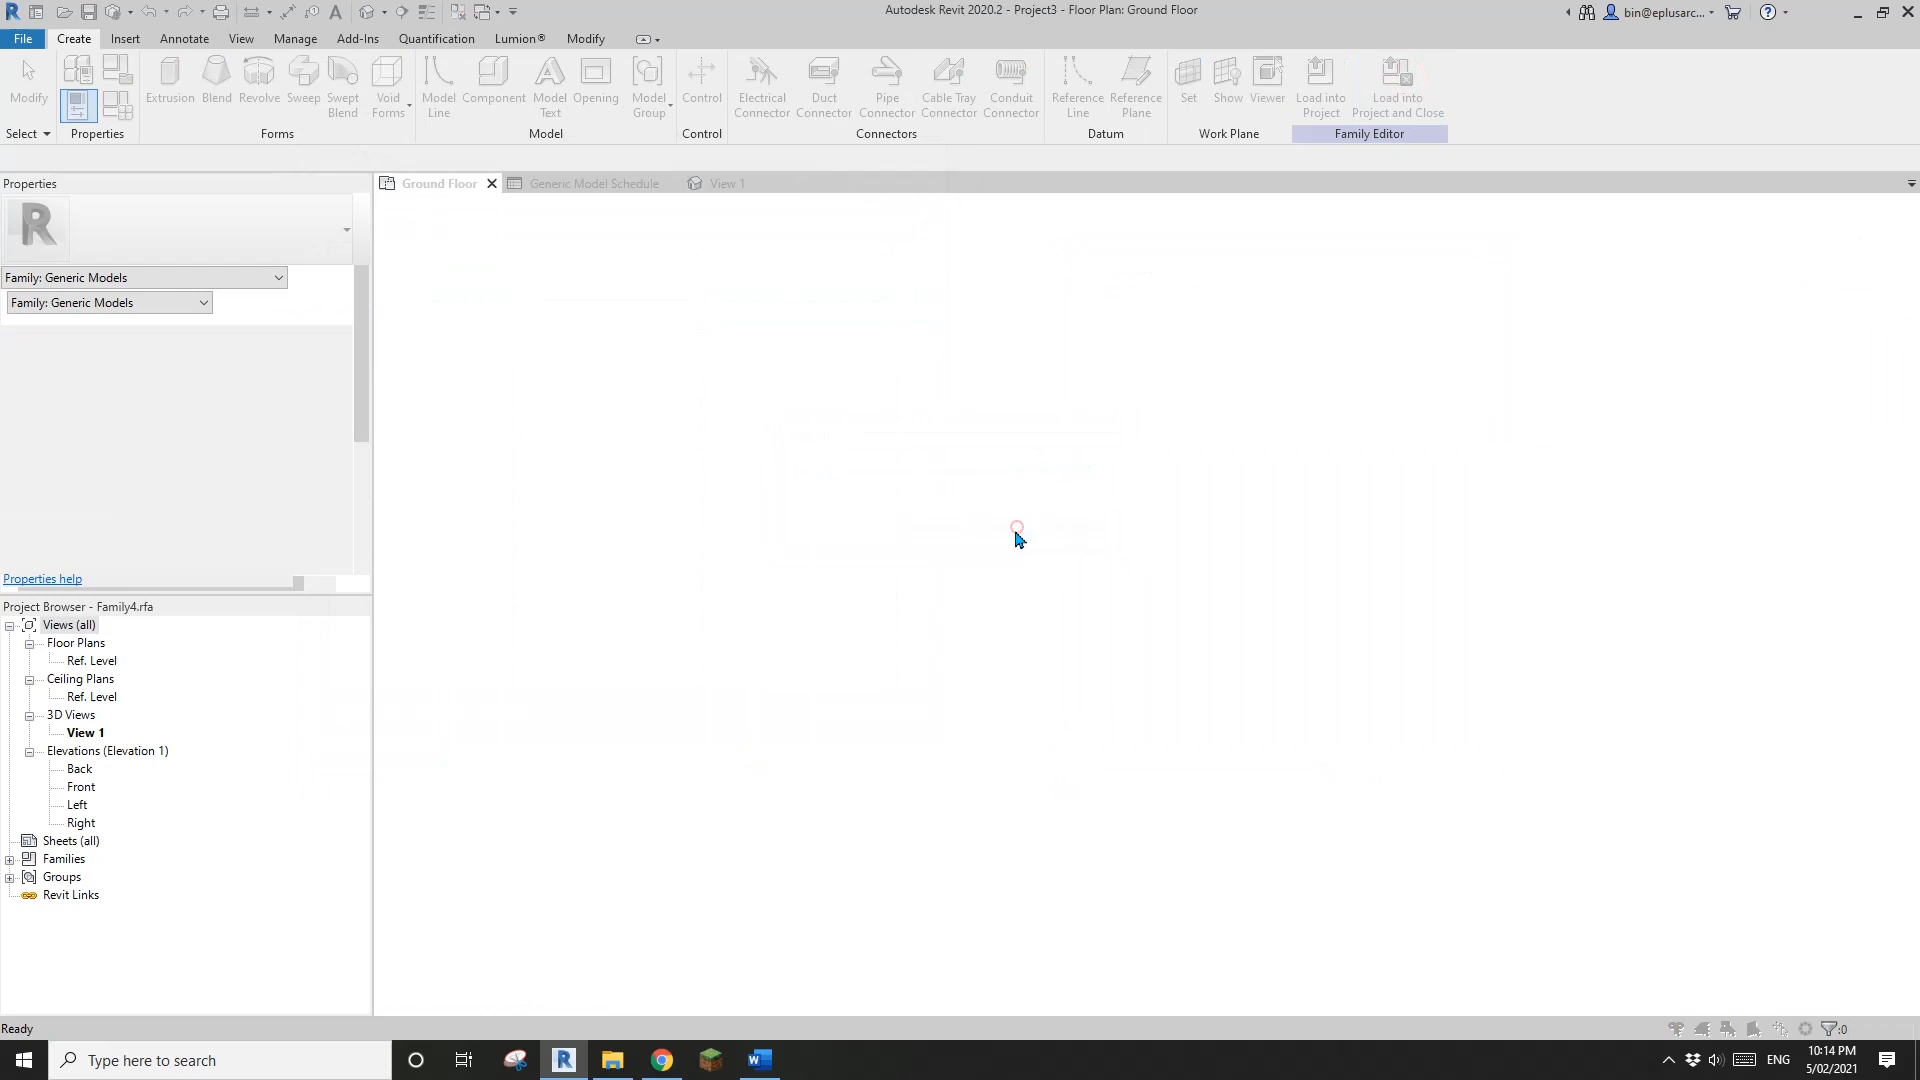 Autodesk Revit 2020.2 - Project3 - Floor Plan: Ground Floor
bin@eplusarc...
File Create Insert Annotate View Manage Add-Ins Quantification Lumion® Modify
Modify Extrusion Blend Revolve Sweep Swept Blend Void Forms Model Line Component Model Text Opening Model Group Control Electrical Connector Duct Connector Pipe Connector Cable Tray Connector Conduit Connector Reference Line Reference Plane Set Show Viewer Load into Project Load into Project and Close
Select Properties Forms Model Control Connectors Datum Work Plane Family Editor
Properties
Ground Floor Generic Model Schedule View 1
Family: Generic Models
Family: Generic Models
Properties help
Project Browser - Family4.rfa
Views (all)
Floor Plans
Ref. Level
Ceiling Plans
Ref. Level
3D Views
View 1
Elevations (Elevation 1)
Back
Front
Left
Right
Sheets (all)
Families
Groups
Revit Links
Ready
:0
Type here to search
ENG
10:14 PM
5/02/2021